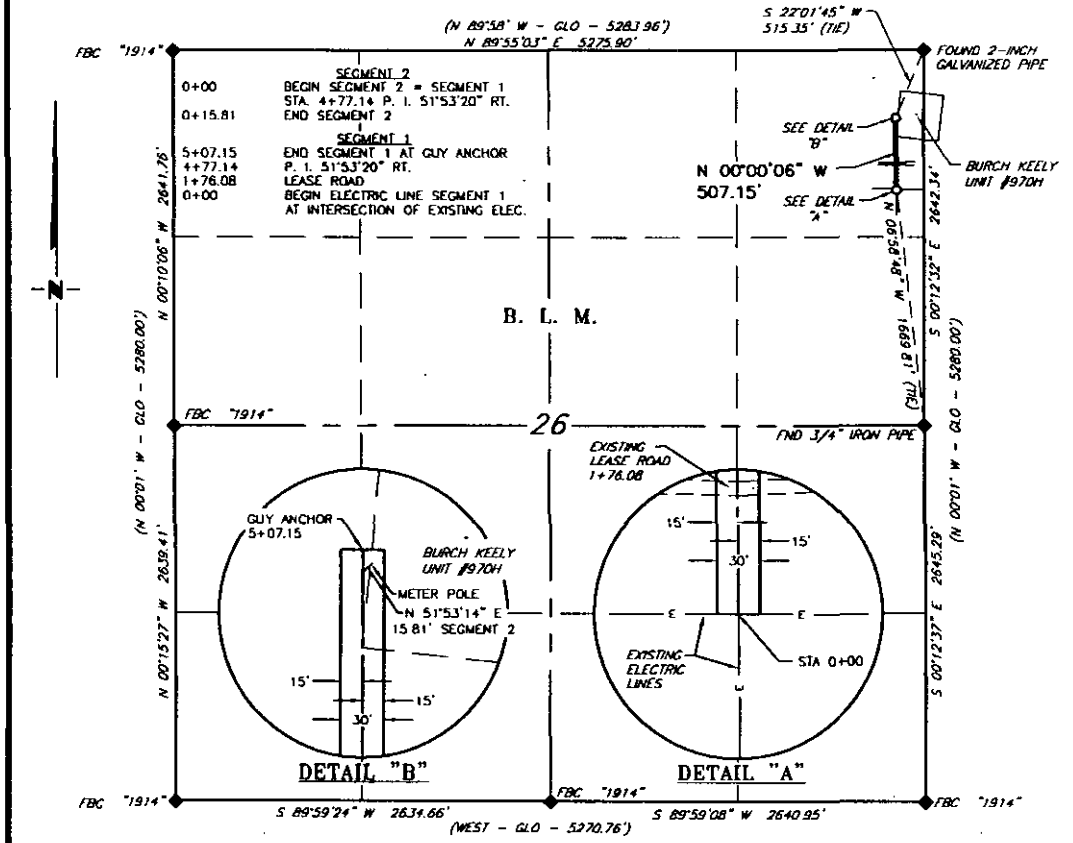 (N 89°58' W - GLO - 5283.96')
N 89°55'03" E 5275.90'
S 22°01'45" W
515.35' (TIE)
FBC "1914"
FOUND 2-INCH
GALVANIZED PIPE
SEGMENT 2
0+00 BEGIN SEGMENT 2 = SEGMENT 1
STA. 4+77.14 P. I. 51°53'20" RT.
0+15.81 END SEGMENT 2
SEGMENT 1
5+07.15 END SEGMENT 1 AT GUY ANCHOR
4+77.14 P. I. 51°53'20" RT.
1+76.08 LEASE ROAD
0+00 BEGIN ELECTRIC LINE SEGMENT 1
AT INTERSECTION OF EXISTING ELEC.
SEE DETAIL
"B"
N 00°00'06" W
507.15'
SEE DETAIL
"A"
BURCH KEELY
UNIT #970H
N 00°10'06" W 2641.76'
S 00°12'32" E 2642.34'
N 06°58'48" W 1669.81' (TIE)
N
B. L. M.
(N 00°01' W - GLO - 5280.00')
(N 00°01' W - GLO - 5280.00')
FBC "1914"
26
FND 3/4" IRON PIPE
GUY ANCHOR
5+07.15
BURCH KEELY
UNIT #970H
METER POLE
N 51°53'14" E
15.81' SEGMENT 2
15'
15'
30'
DETAIL "B"
EXISTING
LEASE ROAD
1+76.08
15'
15'
30'
E
E
EXISTING
ELECTRIC
LINES
STA 0+00
E
DETAIL "A"
N 00°15'27" W 2639.41'
S 00°12'37" E 2645.29'
FBC "1914"
FBC "1914"
FBC "1914"
S 89°59'24" W 2634.66'
S 89°59'08" W 2640.95'
(WEST - GLO - 5270.76')